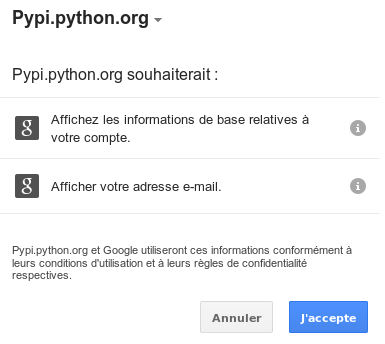 Pypi.python.org
Pypi.python.org souhaiterait :
Affichez les informations de base relatives à
votre compte.
Afficher votre adresse e-mail.
Pypi.python.org et Google utiliseront ces informations conformément à
leurs conditions d'utilisation et à leurs règles de confidentialité
respectives.
Annuler
J'accepte